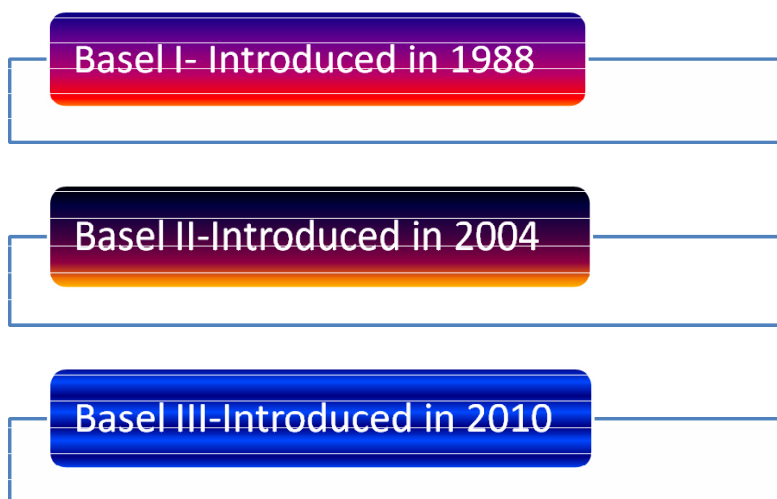 Basel I- Introduced in 1988
Basel II-Introduced in 2004
Basel III-Introduced in 2010